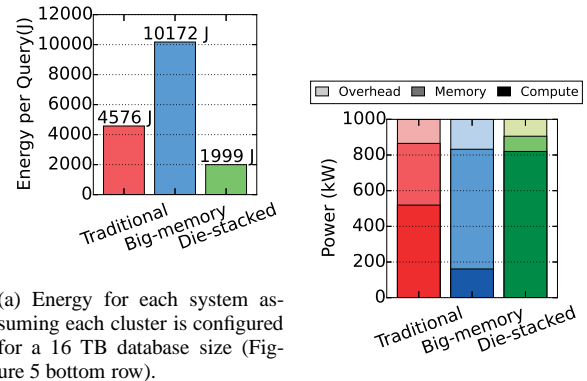 Energy per Query(J)
12000
10000
8000
6000
4000
2000
0
4576 J
10172 J
1999 J
Traditional
Big-memory
Die-stacked
(a) Energy for each system as-
suming each cluster is configured
for a 16 TB database size (Fig-
ure 5 bottom row).
Overhead Memory Compute
Power (kW)
1000
800
600
400
200
0
Traditional
Big-memory
Die-stacked